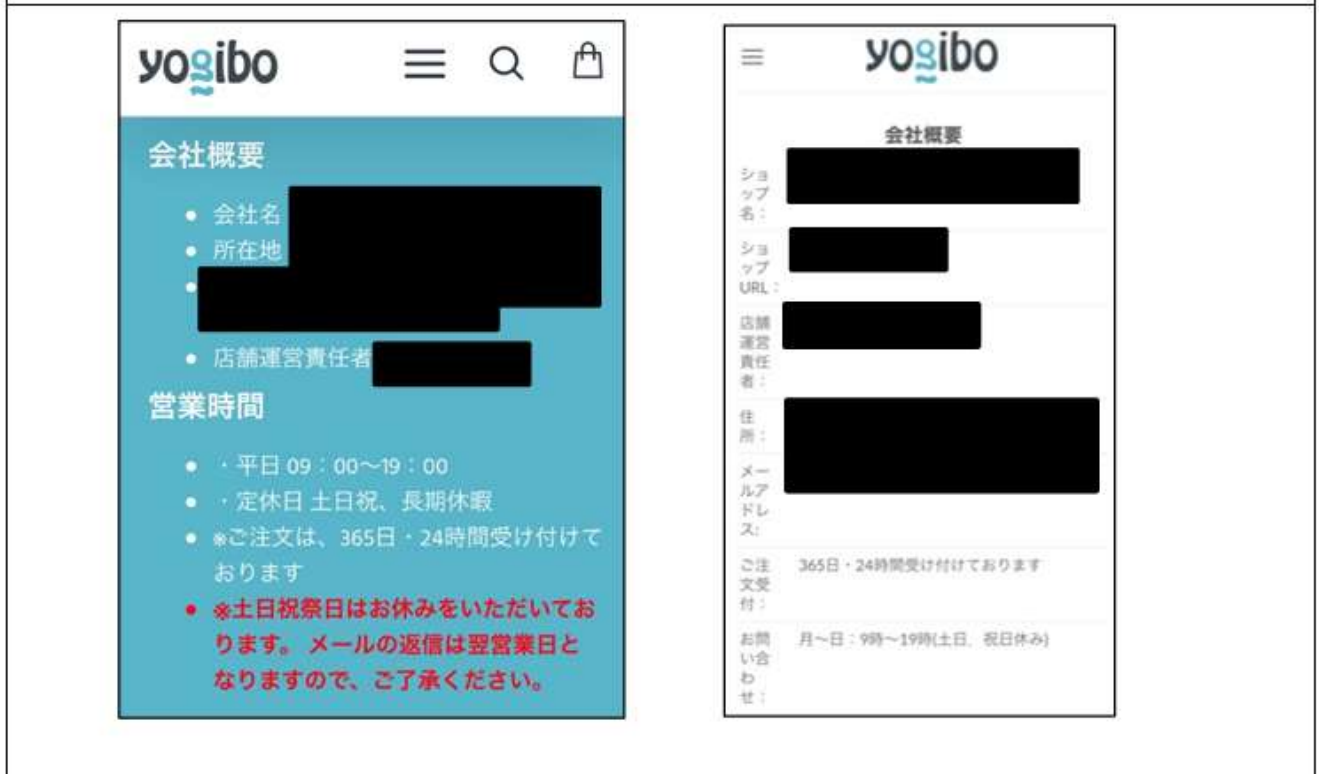 yogibo
会社概要
会社名
所在地
店舗運営責任者
営業時間
・平日 09：00～19：00
・定休日 土日祝、長期休暇
※ご注文は、365日・24時間受け付けて
おります
※土日祝祭日はお休みをいただいてお
ります。 メールの返信は翌営業日と
なりますので、ご了承ください。
yogibo
会社概要
ショ
ップ
名：
ショ
ップ
URL：
店舗
運営
責任
者：
住
所：
メー
ルア
ドレ
ス:
ご注
文受
付：
365日・24時間受け付けております
お問
い合
わ
せ：
月～日：9時～19時(土日、祝日休み)